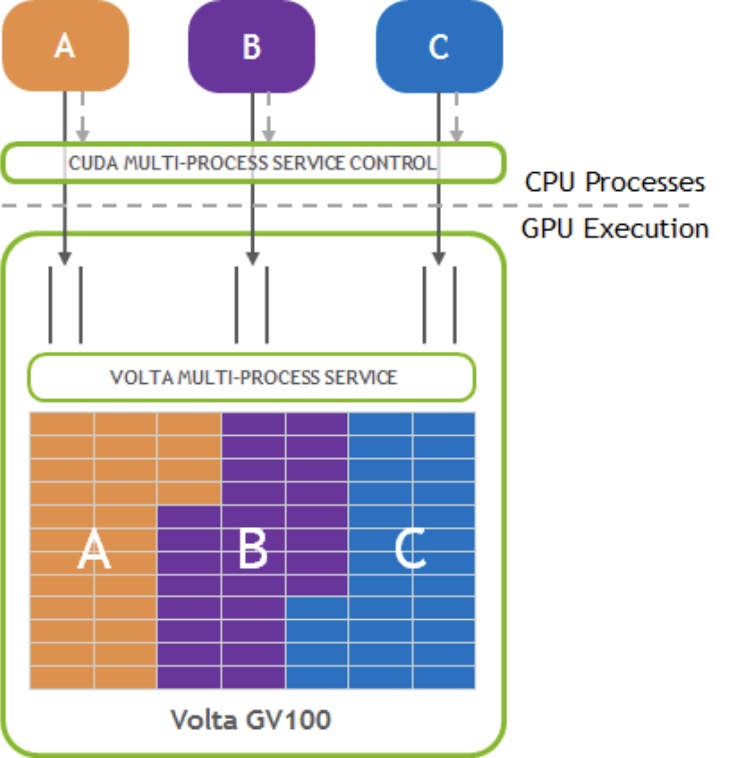 A
B
C
CUDA MULTI-PROCESS SERVICE CONTROL
CPU Processes
GPU Execution
VOLTA MULTI-PROCESS SERVICE
A
B
C
Volta GV100